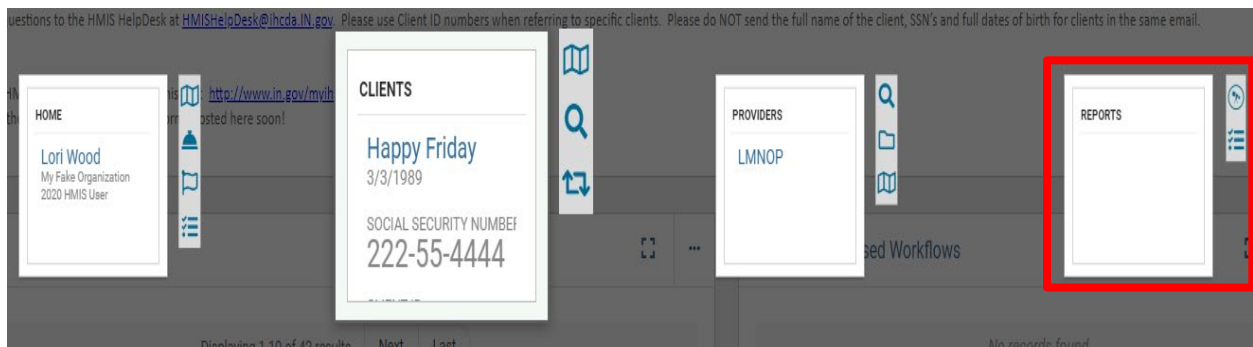 uestions to the HMIS HelpDesk at HMISHelpDesk@ihcda.IN.gov. Please use Client ID numbers when referring to specific clients. Please do NOT send the full name of the client, SSN's and full dates of birth for clients in the same email.
http://www.in.gov/myih
posted here soon!
HOME
Lori Wood
My Fake Organization
2020 HMIS User
CLIENTS
Happy Friday
3/3/1989
SOCIAL SECURITY NUMBER
222-55-4444
PROVIDERS
LMNOP
REPORTS
sed Workflows
Displaying 1-10 of 42 results Next Last
No records found